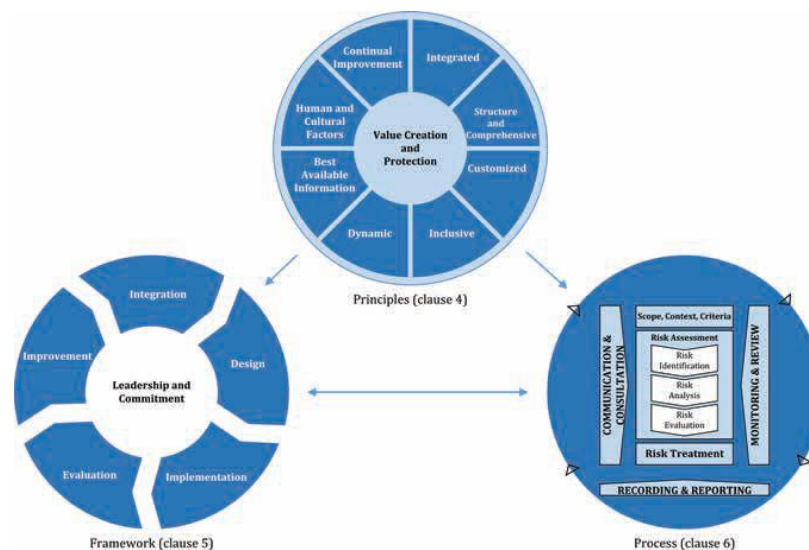 Continual
Improvement
Integrated
Human and
Cultural
Factors
Structure
and
Comprehensive
Value Creation
and
Protection
Best
Available
Information
Customized
Dynamic
Inclusive
Principles (clause 4)
Integration
Improvement
Design
Leadership and
Commitment
Evaluation
Implementation
Framework (clause 5)
Scope, Context, Criteria
COMMUNICATION &
CONSULTATION
Risk Assessment
Risk
Identification
Risk
Analysis
Risk
Evaluation
MONITORING & REVIEW
Risk Treatment
RECORDING & REPORTING
Process (clause 6)